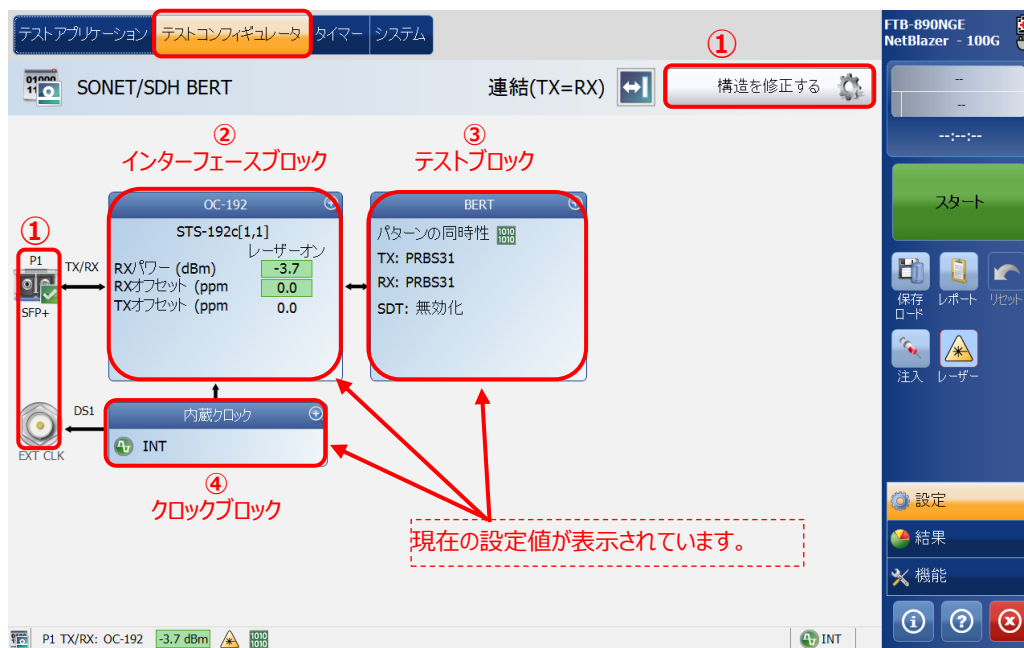 テストアプリケーション テストコンフィギュレータ タイマー システム
①
SONET/SDH BERT 連結(TX=RX) 構造を修正する
②
インターフェースブロック
③
テストブロック
OC-192
STS-192c[1,1]
レーザーオン
RXパワー (dBm) -3.7
RXオフセット (ppm 0.0
TXオフセット (ppm 0.0
BERT
パターンの同時性 1010 1010
TX: PRBS31
RX: PRBS31
SDT: 無効化
①
P1
TX/RX
SFP+
DS1
EXT CLK
内蔵クロック
INT
④
クロックブロック
現在の設定値が表示されています。
P1 TX/RX: OC-192 -3.7 dBm 1010 1010 INT
FTB-890NGE
NetBlazer - 100G
--
--
--:--:--
スタート
保存
ロード
レポート
リセット
注入
レーザー
設定
結果
機能